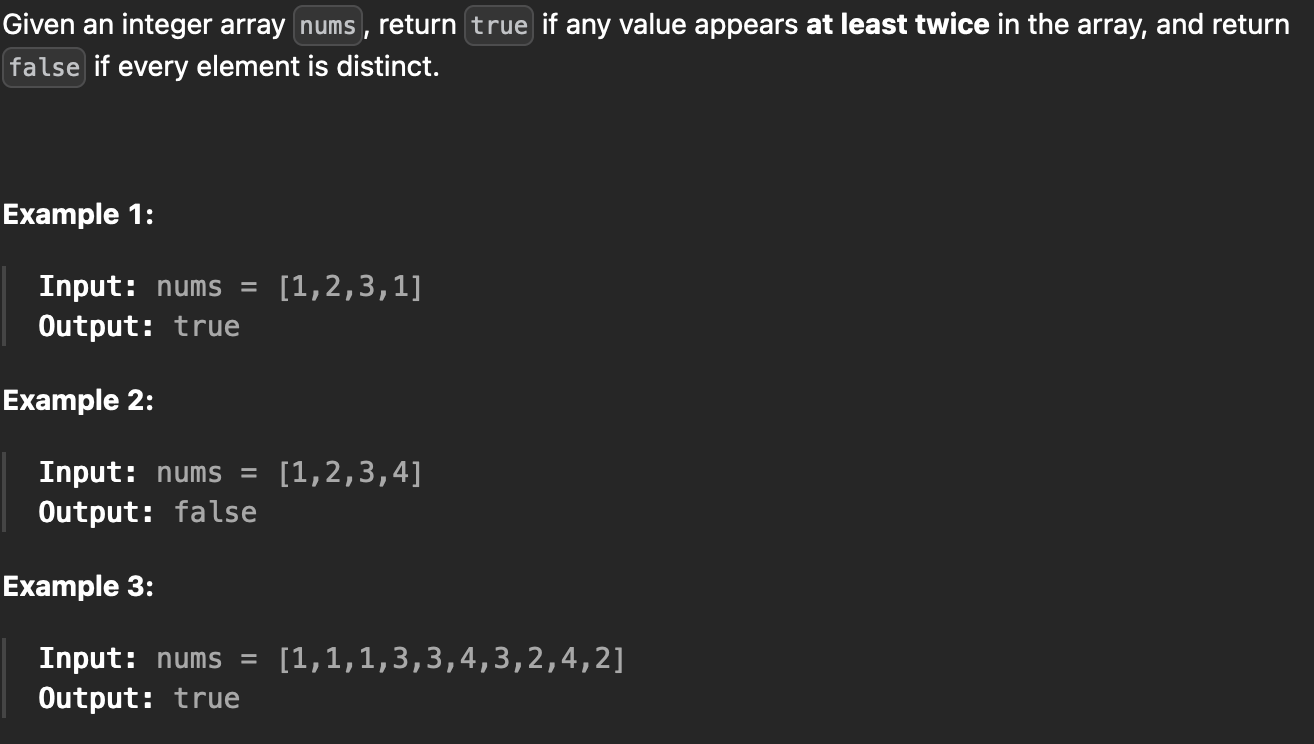 Given an integer array nums, return true if any value appears at least twice in the array, and return
false if every element is distinct.
Example 1:
Input: nums = [1,2,3,1]
Output: true
Example 2:
Input: nums = [1,2,3,4]
Output: false
Example 3:
Input: nums = [1,1,1,3,3,4,3,2,4,2]
Output: true